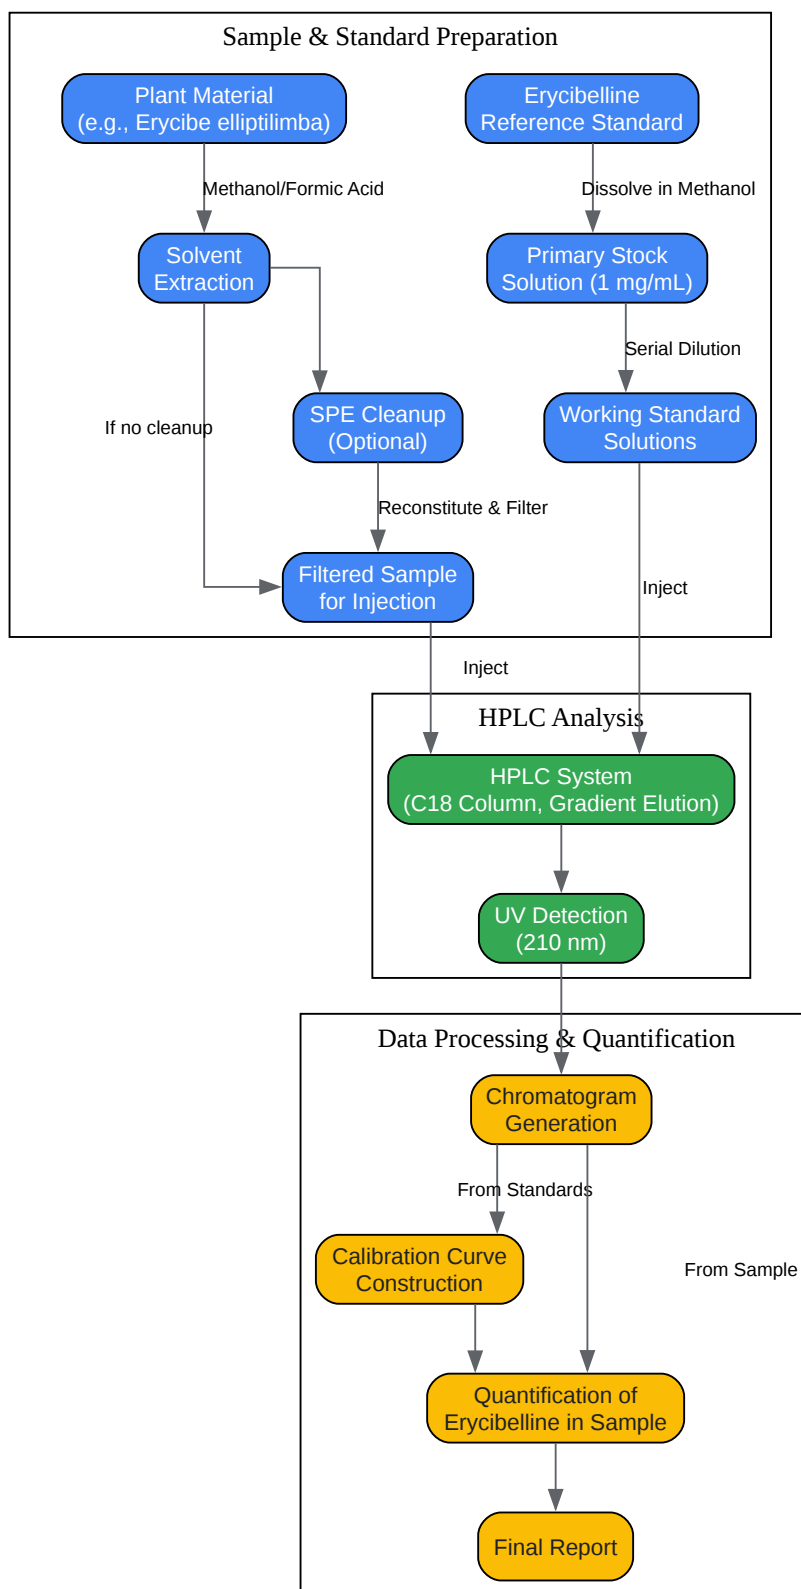 Sample & Standard Preparation
Plant Material
(e.g., Erycibe elliptilimba)
Erycibelline
Reference Standard
Methanol/Formic Acid
Dissolve in Methanol
Solvent
Extraction
Primary Stock
Solution (1 mg/mL)
Serial Dilution
If no cleanup
SPE Cleanup
(Optional)
Working Standard
Solutions
Reconstitute & Filter
Filtered Sample
for Injection
Inject
Inject
HPLC Analysis
HPLC System
(C18 Column, Gradient Elution)
UV Detection
(210 nm)
Data Processing & Quantification
Chromatogram
Generation
From Standards
Calibration Curve
Construction
From Sample
Quantification of
Erycibelline in Sample
Final Report